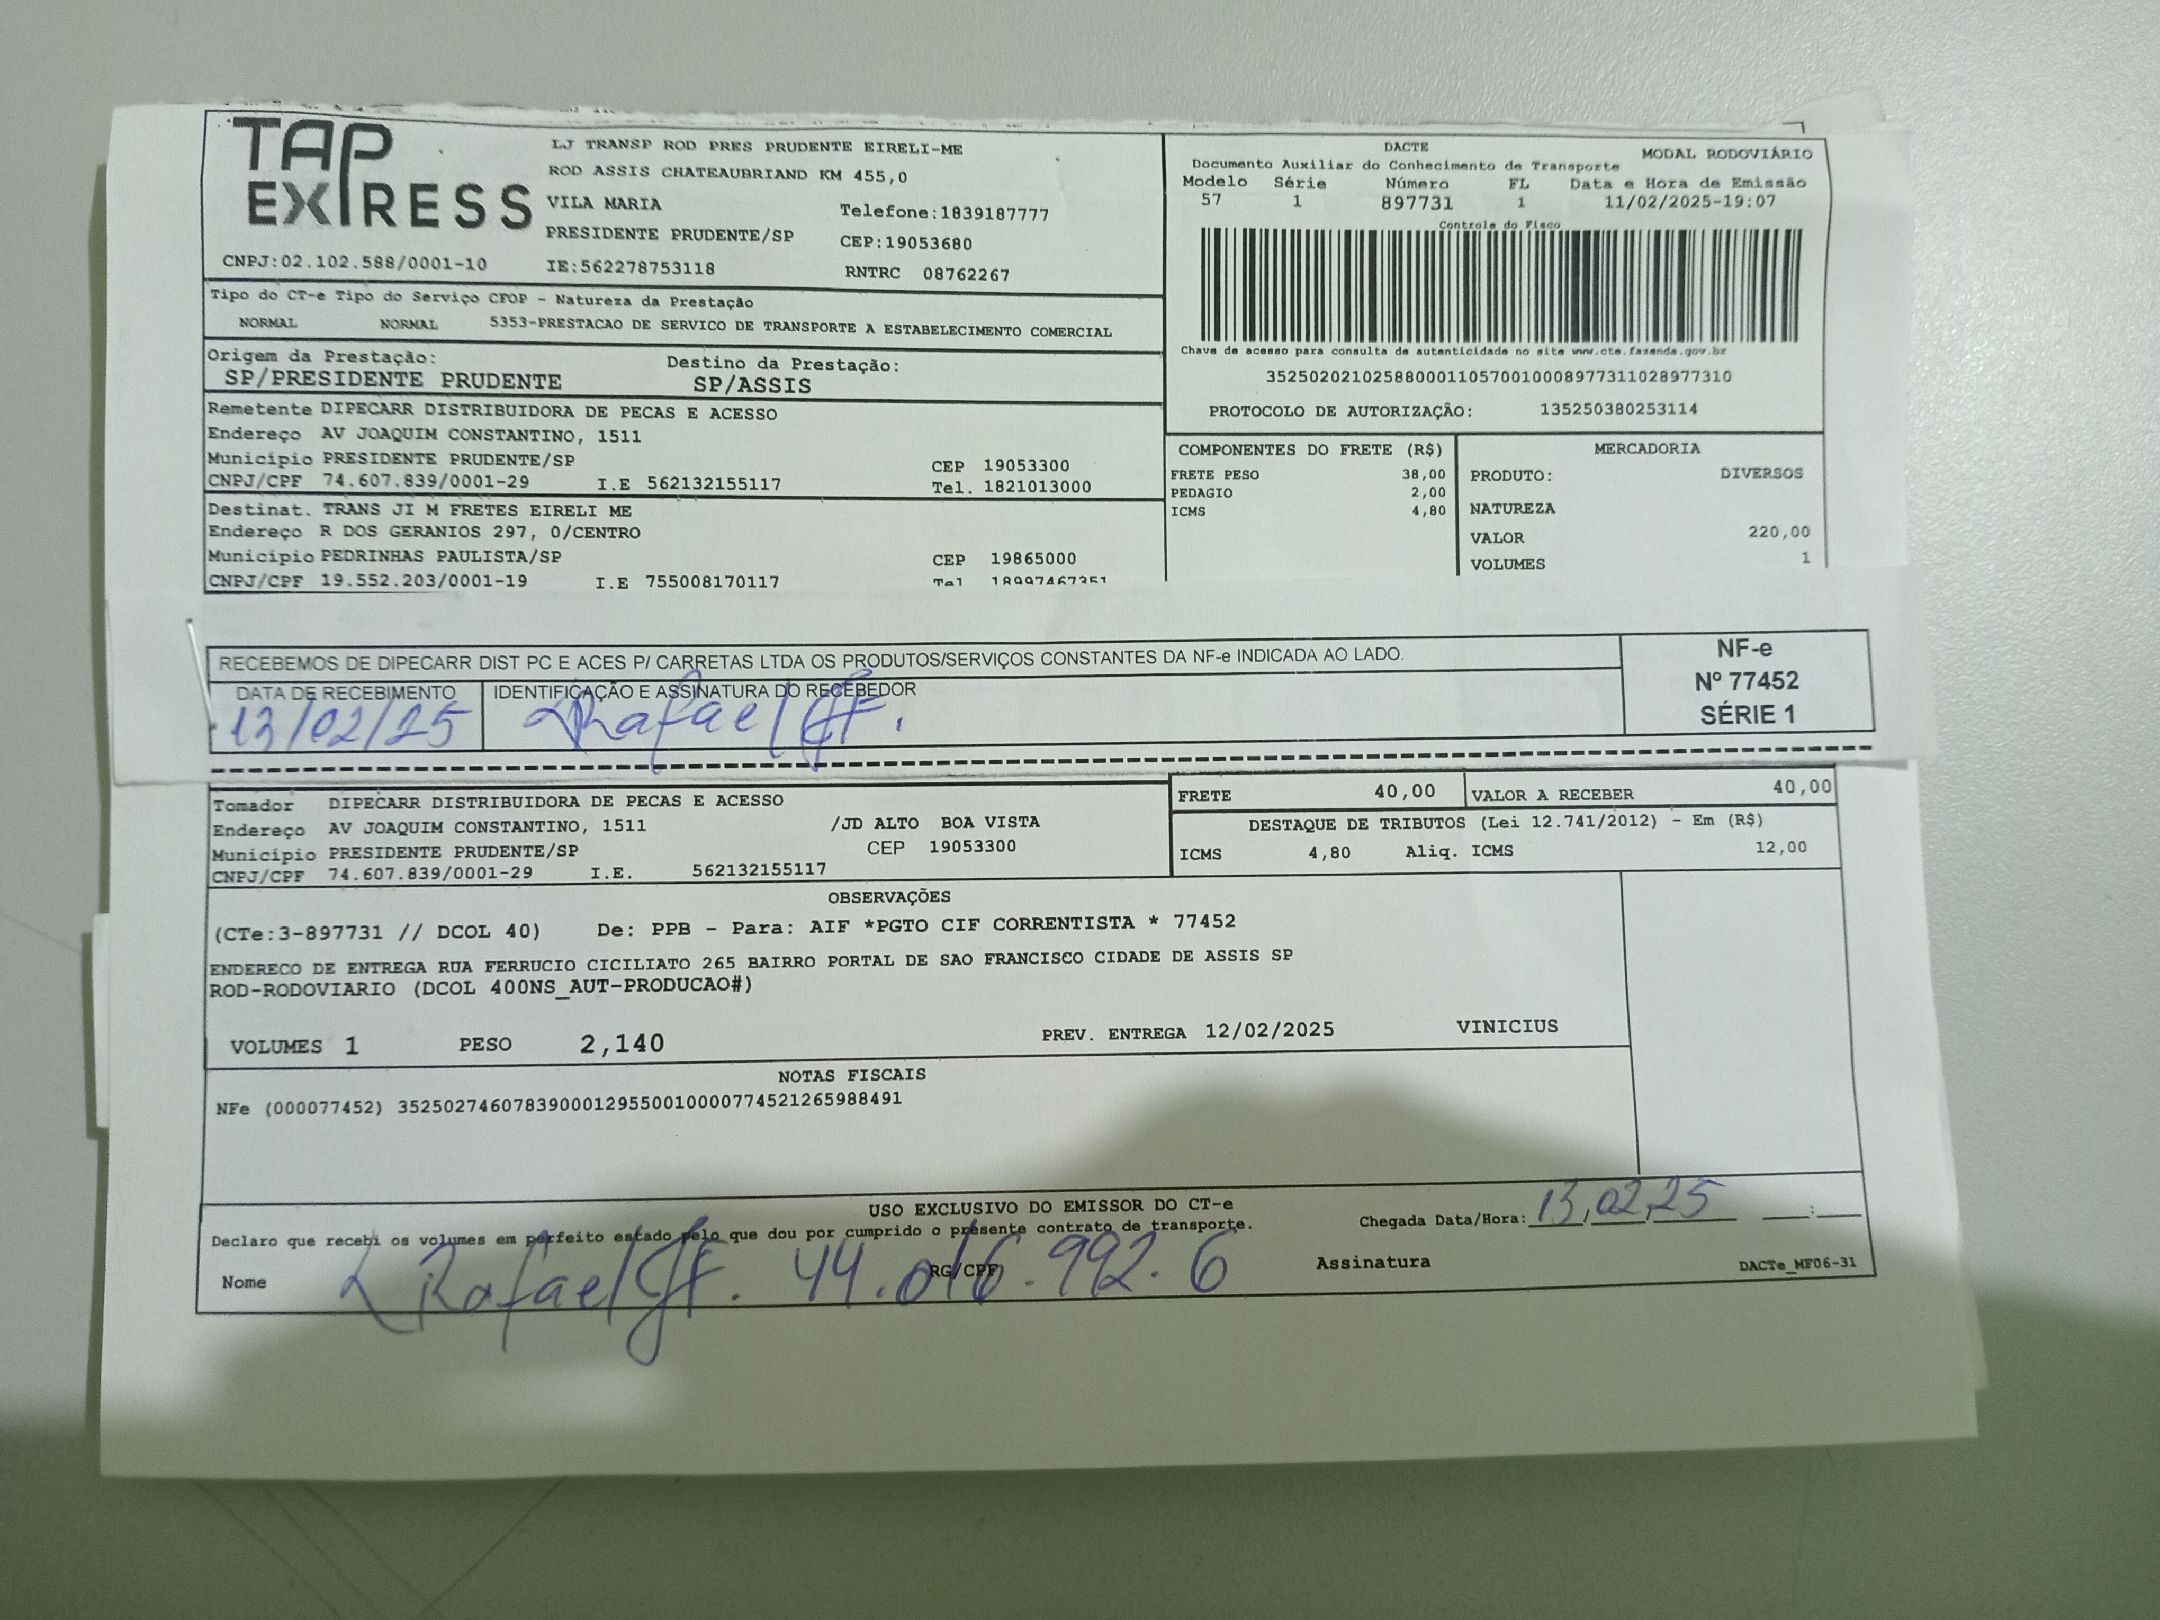 TAP EXPRESS
LJ TRANSP ROD PRES PRUDENTE EIRELI-ME
ROD ASSIS CHATEAUBRIAND KM 455,0
VILA MARIA Telefone:1839187777
PRESIDENTE PRUDENTE/SP CEP:19053680
CNPJ:02.102.588/0001-10 IE:562278753118 RNTRC 08762267
DACTE
Documento Auxiliar do Conhecimento de Transporte MODAL RODOVIÁRIO
Modelo Série Número FL Data e Hora de Emissão
57 1 897731 1 11/02/2025-19:07
Controle do Fisco
Chave de acesso para consulta de autenticidade no site www.cte.fazenda.gov.br
35250202102588000110570010008977311028977310
PROTOCOLO DE AUTORIZAÇÃO: 135250380253114
Tipo do CT-e Tipo do Serviço CFOP - Natureza da Prestação
NORMAL NORMAL 5353-PRESTACAO DE SERVICO DE TRANSPORTE A ESTABELECIMENTO COMERCIAL
Origem da Prestação: Destino da Prestação:
SP/PRESIDENTE PRUDENTE SP/ASSIS
Remetente DIPECARR DISTRIBUIDORA DE PECAS E ACESSO
Endereço AV JOAQUIM CONSTANTINO, 1511
Município PRESIDENTE PRUDENTE/SP CEP 19053300
CNPJ/CPF 74.607.839/0001-29 I.E 562132155117 Tel. 1821013000
Destinat. TRANS JI M FRETES EIRELI ME
Endereço R DOS GERANIOS 297, 0/CENTRO
Município PEDRINHAS PAULISTA/SP CEP 19865000
CNPJ/CPF 19.552.203/0001-19 I.E 755008170117 Tel 18997467351
COMPONENTES DO FRETE (R$)
FRETE PESO 38,00
PEDAGIO 2,00
ICMS 4,80
MERCADORIA
PRODUTO: DIVERSOS
NATUREZA
VALOR 220,00
VOLUMES 1
RECEBEMOS DE DIPECARR DIST PC E ACES P/ CARRETAS LTDA OS PRODUTOS/SERVIÇOS CONSTANTES DA NF-e INDICADA AO LADO.
DATA DE RECEBIMENTO IDENTIFICAÇÃO E ASSINATURA DO RECEBEDOR
13/02/25 Rafael
NF-e
Nº 77452
SÉRIE 1
Tomador DIPECARR DISTRIBUIDORA DE PECAS E ACESSO
Endereço AV JOAQUIM CONSTANTINO, 1511 /JD ALTO BOA VISTA
Município PRESIDENTE PRUDENTE/SP CEP 19053300
CNPJ/CPF 74.607.839/0001-29 I.E. 562132155117
FRETE 40,00 VALOR A RECEBER 40,00
DESTAQUE DE TRIBUTOS (Lei 12.741/2012) - Em (R$)
ICMS 4,80 Aliq. ICMS 12,00
OBSERVAÇÕES
(CTe:3-897731 // DCOL 40) De: PPB - Para: AIF *PGTO CIF CORRENTISTA * 77452
ENDERECO DE ENTREGA RUA FERRUCIO CICILIATO 265 BAIRRO PORTAL DE SAO FRANCISCO CIDADE DE ASSIS SP
ROD-RODOVIARIO (DCOL 400NS_AUT-PRODUCAO#)
VOLUMES 1 PESO 2,140 PREV. ENTREGA 12/02/2025 VINICIUS
NOTAS FISCAIS
NFe (000077452) 35250274607839000129550010000774521265988491
USO EXCLUSIVO DO EMISSOR DO CT-e
Declaro que recebi os volumes em perfeito estado pelo que dou por cumprido o présente contrato de transporte.
Chegada Data/Hora: 13,02,25 :
Nome Rafael RG/CPF 44.016.992.6 Assinatura DACTe_MF06-31